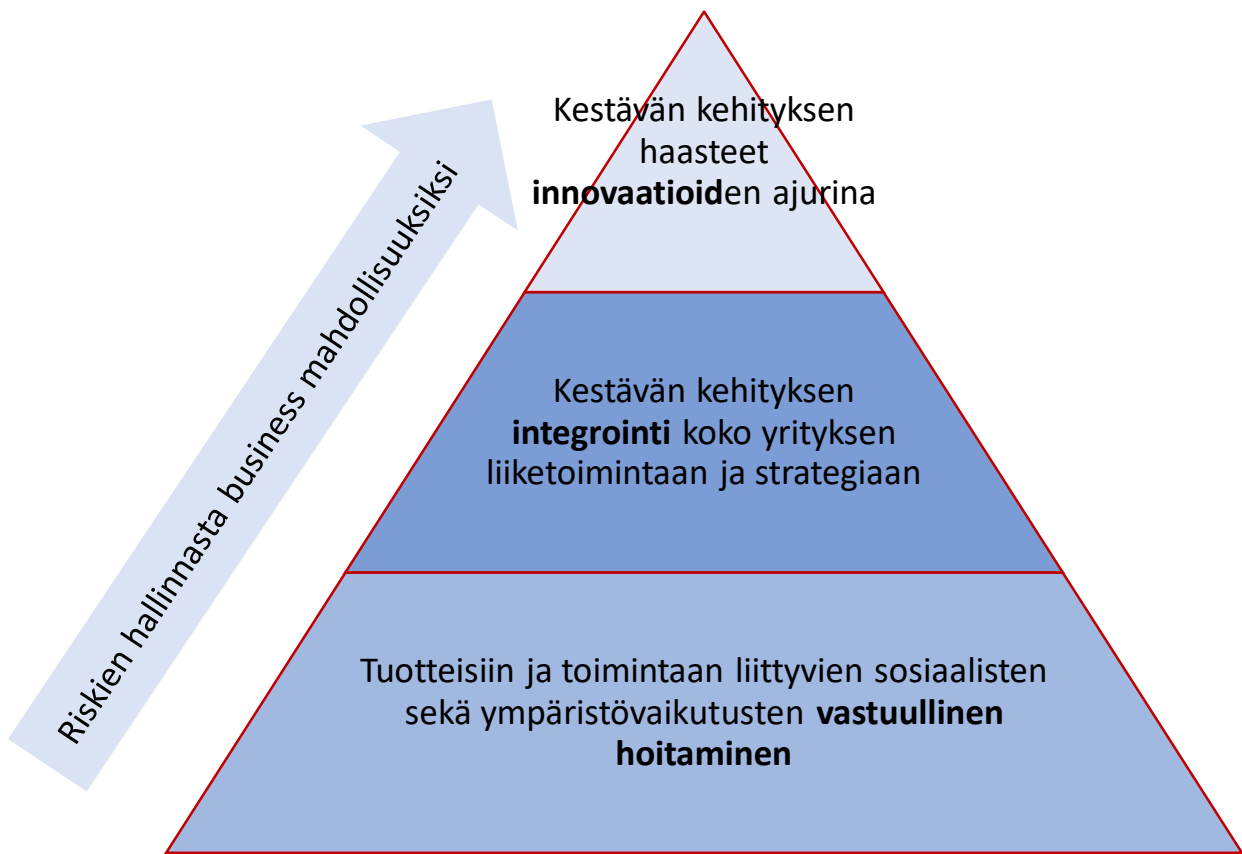 Kestävän kehityksen
haasteet
innovaatioiden ajurina
Riskien hallinnasta business mahdollisuuksiksi
Kestävän kehityksen
integrointi koko yrityksen
liiketoimintaan ja strategiaan
Tuotteisiin ja toimintaan liittyvien sosiaalisten
sekä ympäristövaikutusten vastuullinen
hoitaminen